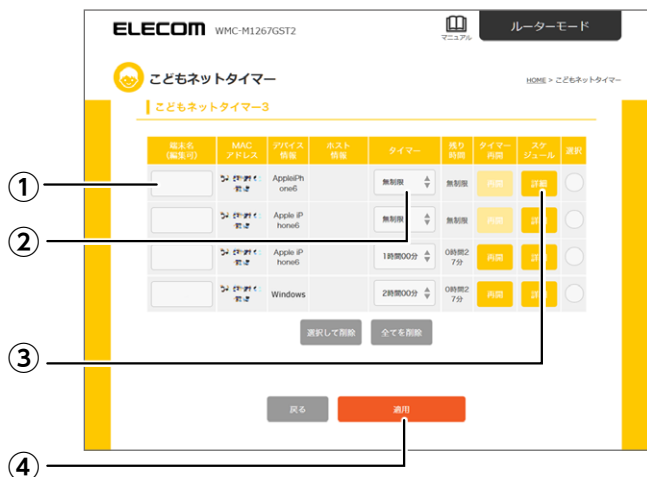 ELECOM WMC-M1267GST2
マニュアル
ルーターモード
こどもネットタイマー
HOME > こどもネットタイマー
こどもネットタイマー3
端末名
(編集可)
MAC
アドレス
デバイス
情報
ホスト
情報
タイマー
残り
時間
タイマー
再開
スケ
ジュール
選択
①
AppleiPh
one6
無制限
無制限
再開
詳細
②
Apple iP
hone6
無制限
無制限
再開
詳細
Apple iP
hone6
1時間00分
0時間2
7分
再開
詳細
Windows
2時間00分
0時間2
7分
再開
詳細
選択して削除
全てを削除
③
戻る
適用
④